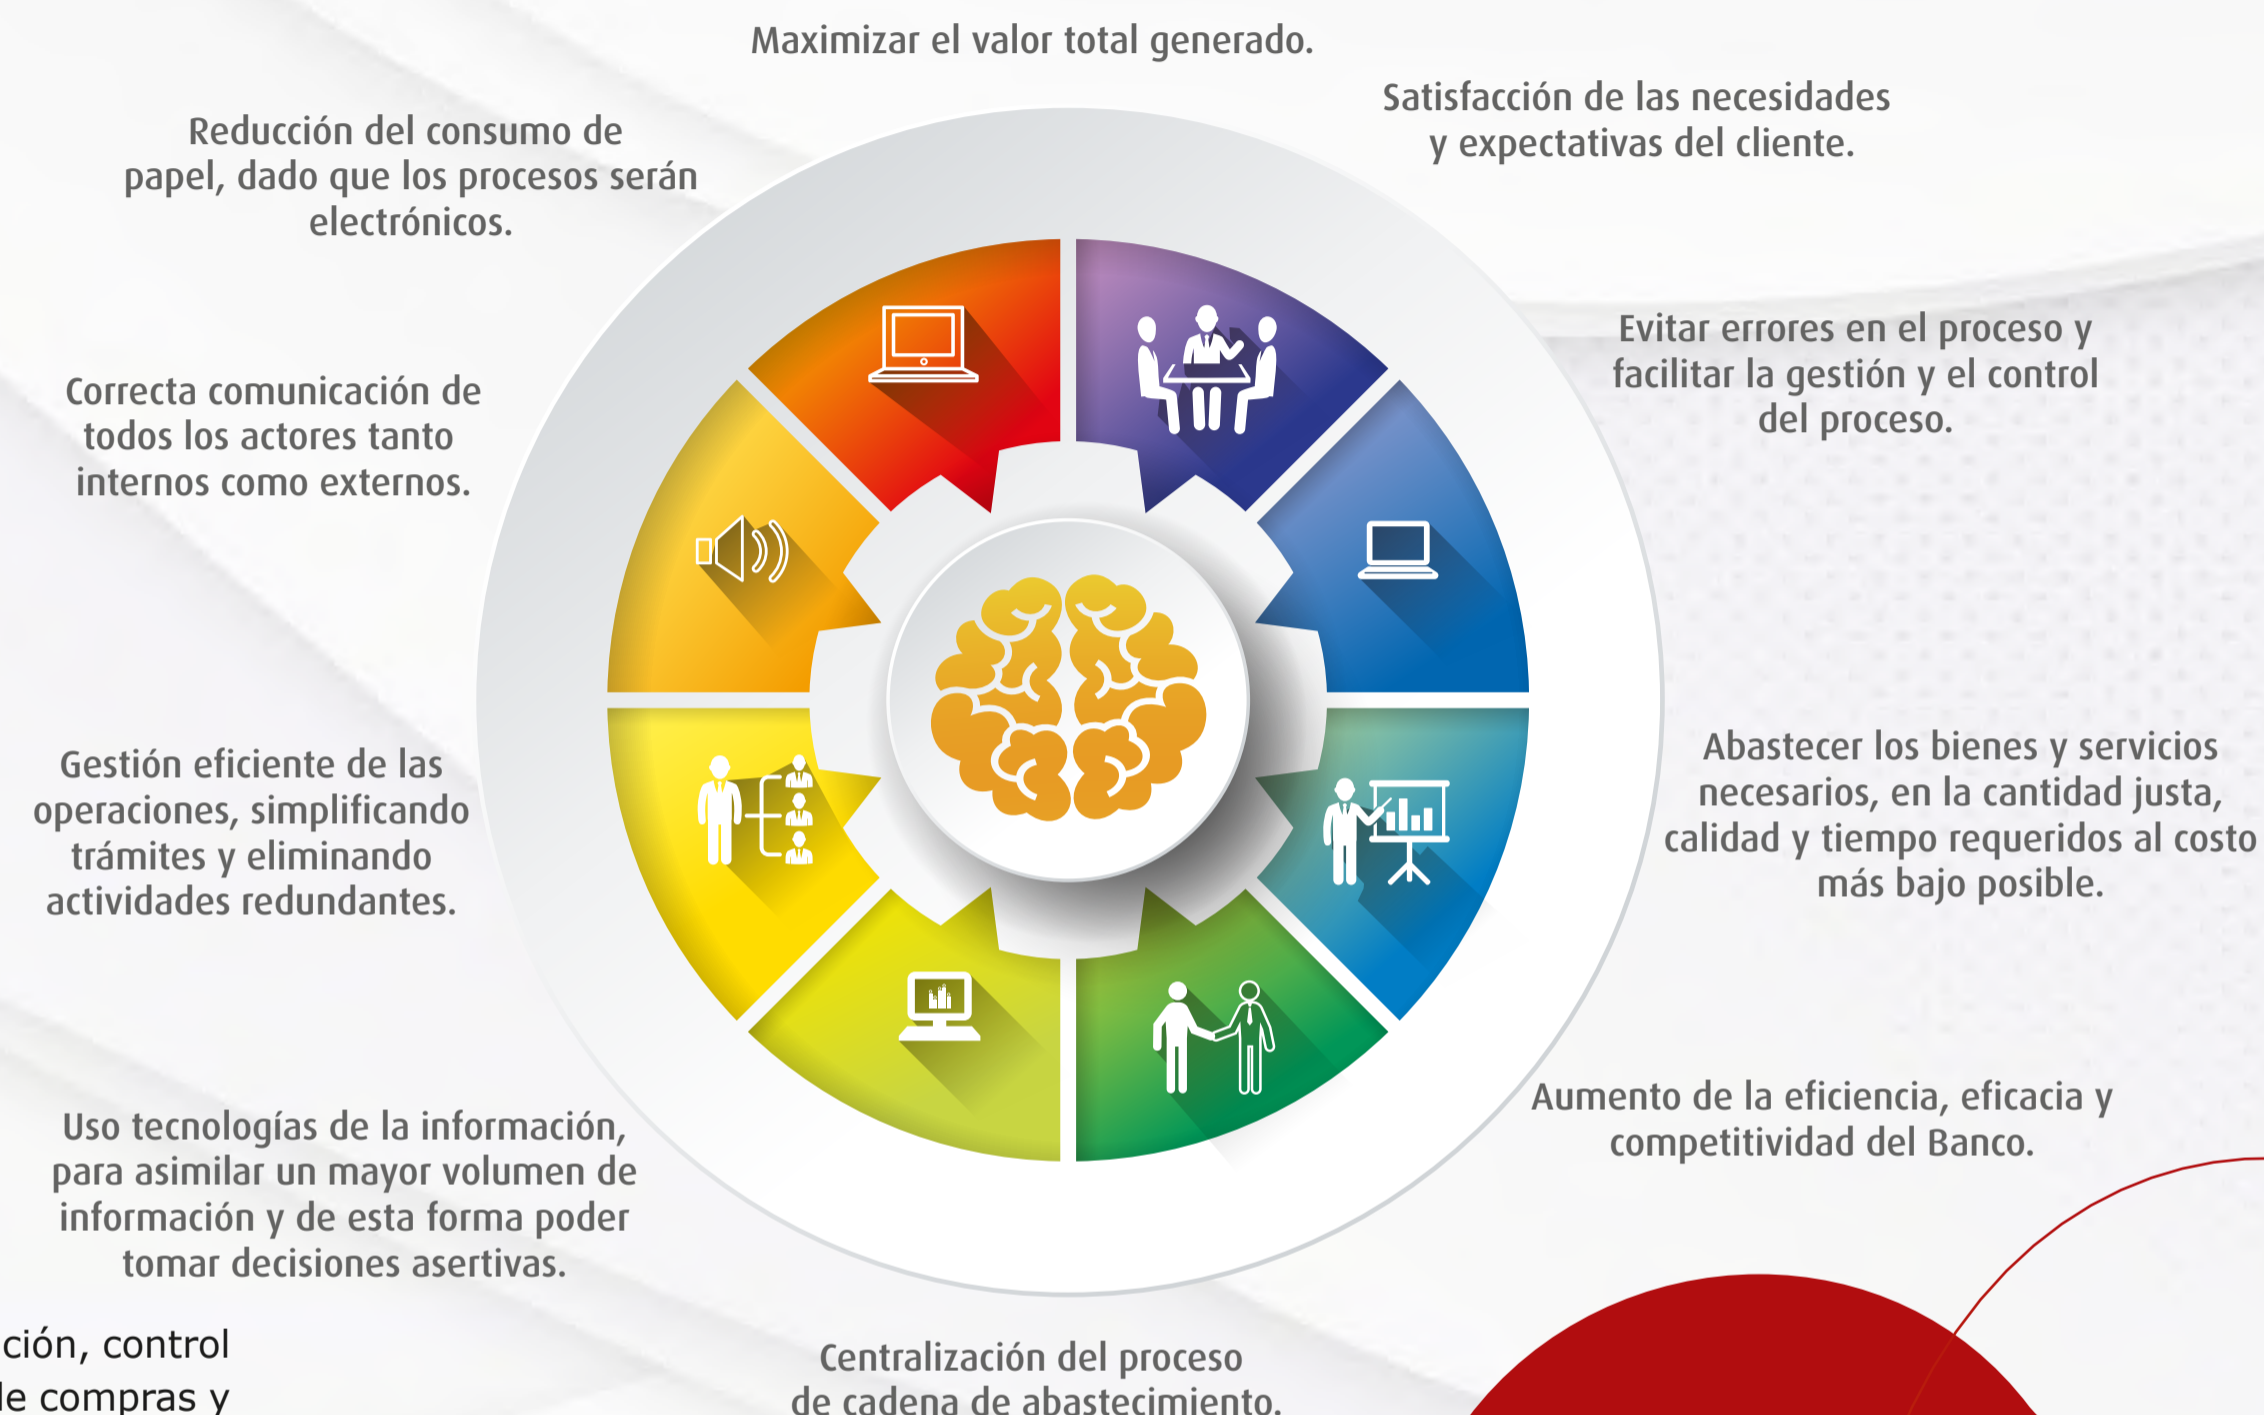 Maximizar el valor total generado.
Satisfacción de las necesidades
y expectativas del cliente.
Reducción del consumo de
papel, dado que los procesos serán
electrónicos.
Evitar errores en el proceso y
facilitar la gestión y el control
del proceso.
Correcta comunicación de
todos los actores tanto
internos como externos.
Abastecer los bienes y servicios
necesarios, en la cantidad justa,
calidad y tiempo requeridos al costo
más bajo posible.
Gestión eficiente de las
operaciones, simplificando
trámites y eliminando
actividades redundantes.
Aumento de la eficiencia, eficacia y
competitividad del Banco.
Uso tecnologías de la información,
para asimilar un mayor volumen de
información y de esta forma poder
tomar decisiones asertivas.
Centralización del proceso
de cadena de abastecimiento.
ción, control
de compras y